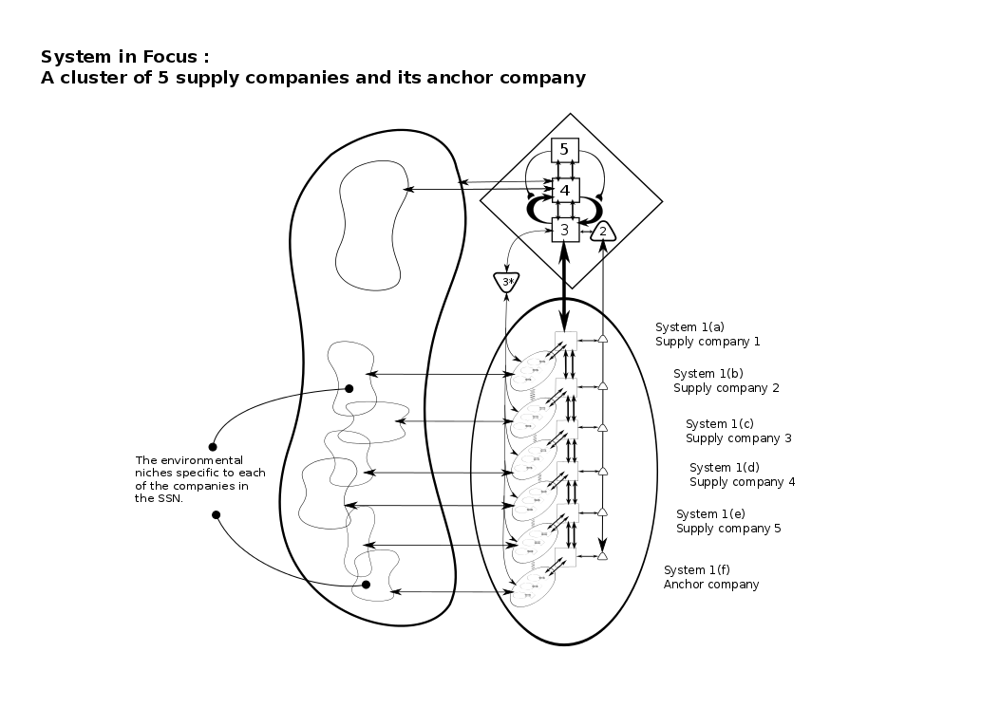 System in Focus :
A cluster of 5 supply companies and its anchor company
5
4
3
2
3*
System 1(a)
Supply company 1
System 1(b)
Supply company 2
System 1(c)
Supply company 3
The environmental
niches specific to each
of the companies in
the SSN.
System 1(d)
Supply company 4
System 1(e)
Supply company 5
System 1(f)
Anchor company